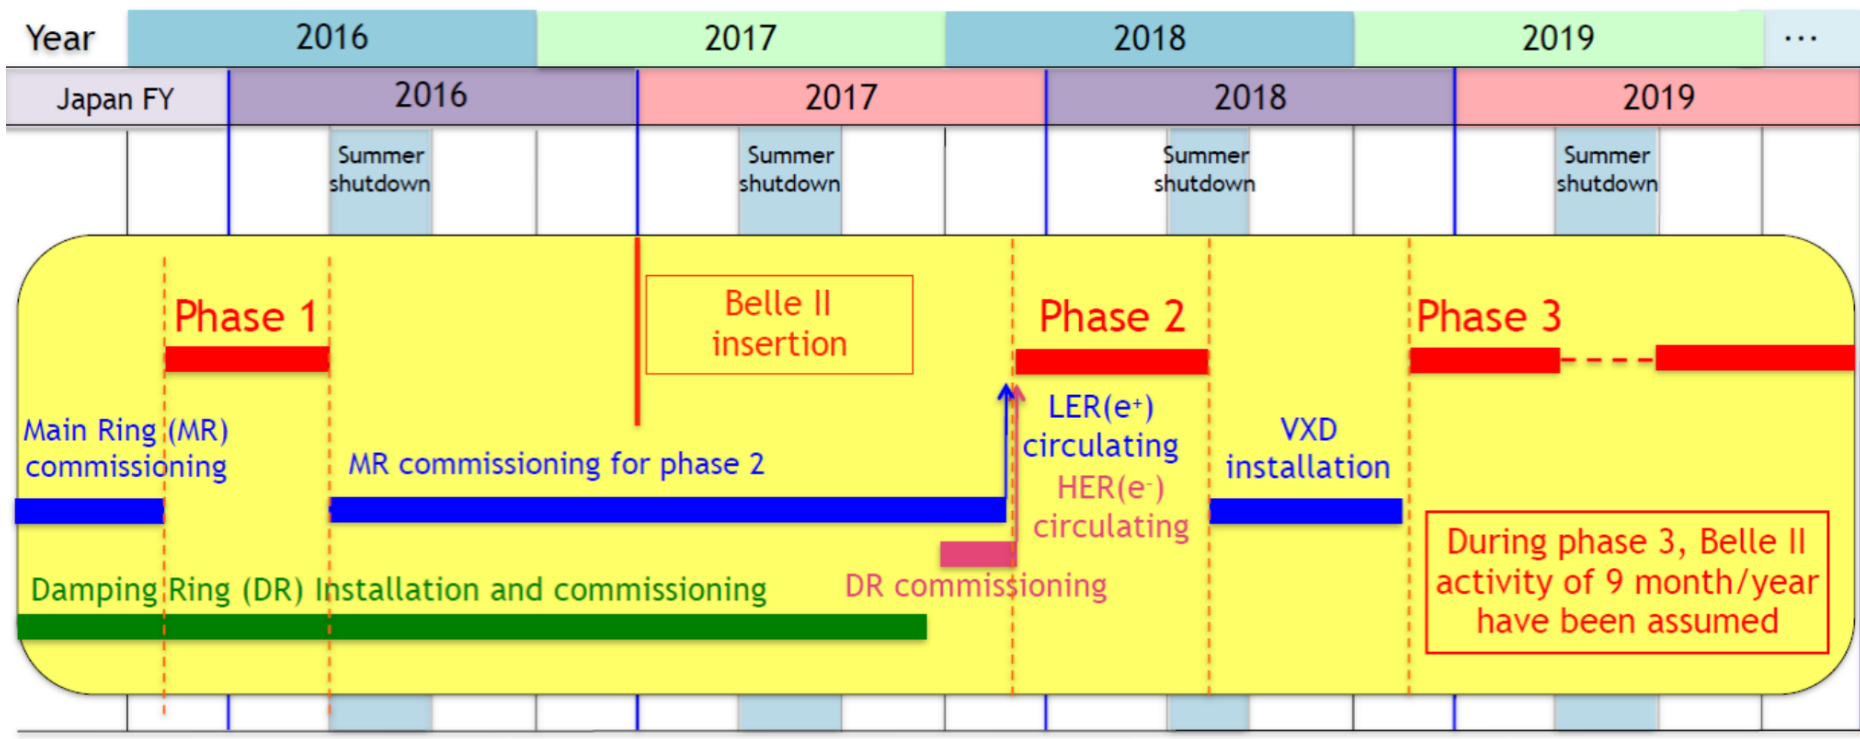 Year 2016 2017 2018 2019 ...
Japan FY 2016 2017 2018 2019
Summer
shutdown
Summer
shutdown
Summer
shutdown
Summer
shutdown
Phase 1
Belle II
insertion
Phase 2
Phase 3
Main Ring (MR)
commissioning
MR commissioning for phase 2
LER(e⁺)
circulating
HER(e⁻)
circulating
VXD
installation
Damping Ring (DR) Installation and commissioning
DR commissioning
During phase 3, Belle II
activity of 9 month/year
have been assumed